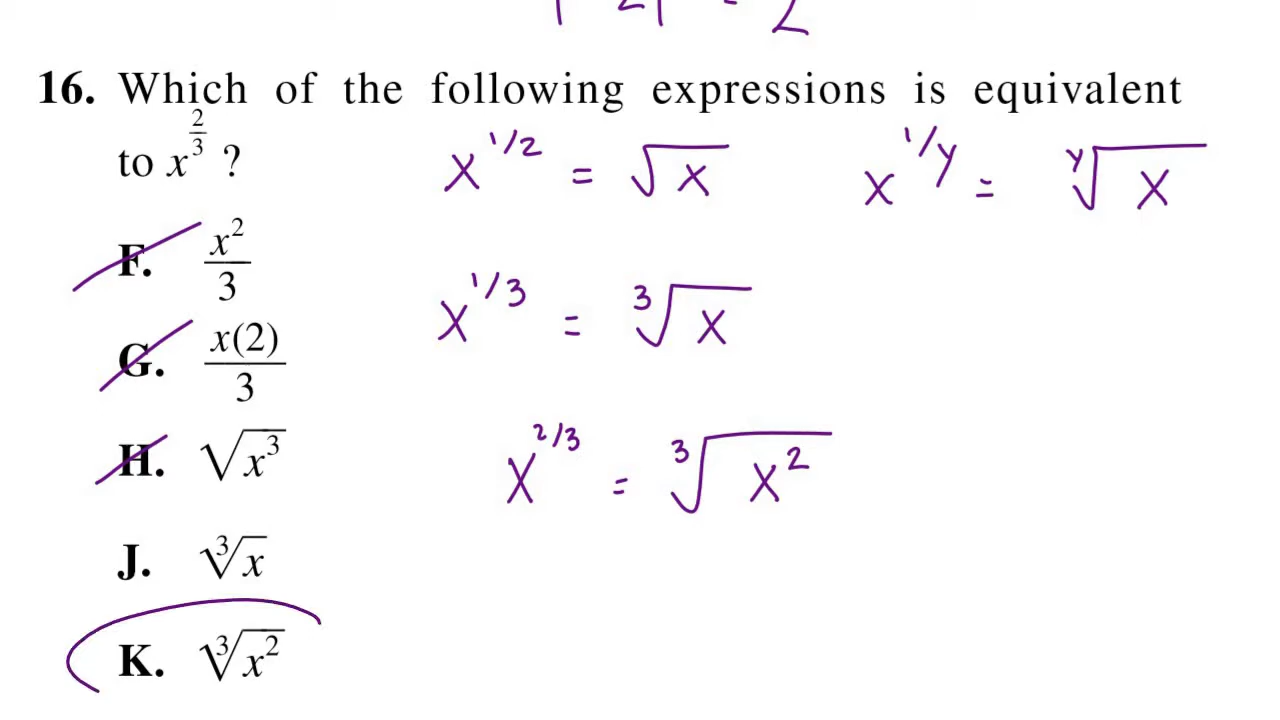 16. Which of the following expressions is equivalent
to x^(2/3) ?
x^(1/2) = √x
x^(1/y) = ʸ√x
F. x²/3
x^(1/3) = ³√x
G. x(2)/3
H. √x³
x^(2/3) = ³√x²
J. ³√x
K. ³√x²